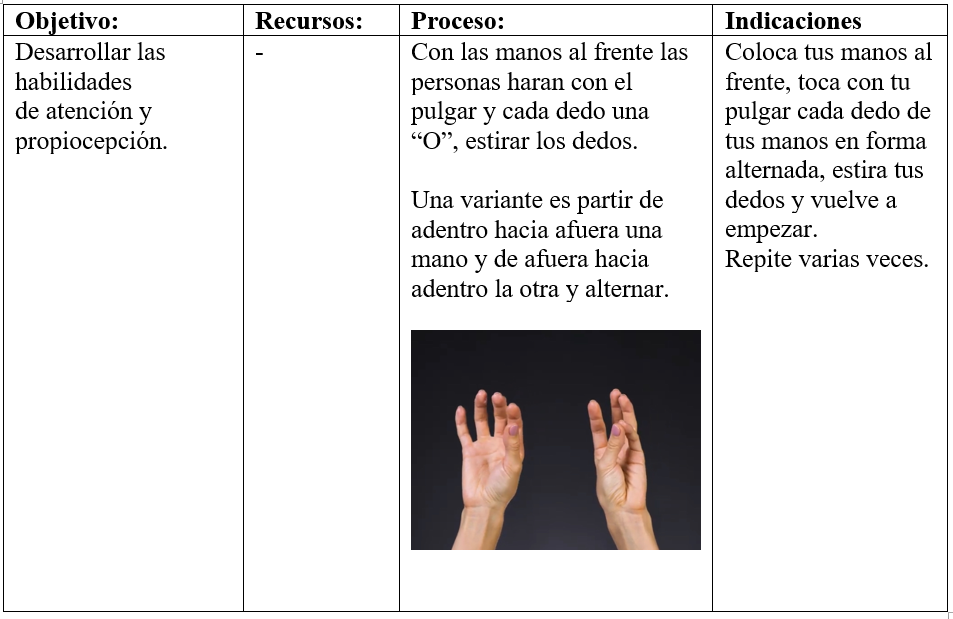 Objetivo:
Desarrollar las
habilidades
de atención y
propiocepción.
Recursos:
-
Proceso:
Con las manos al frente las
personas haran con el
pulgar y cada dedo una
“O”, estirar los dedos.
Una variante es partir de
adentro hacia afuera una
mano y de afuera hacia
adentro la otra y alternar.
Indicaciones
Coloca tus manos al
frente, toca con tu
pulgar cada dedo de
tus manos en forma
alternada, estira tus
dedos y vuelve a
empezar.
Repite varias veces.